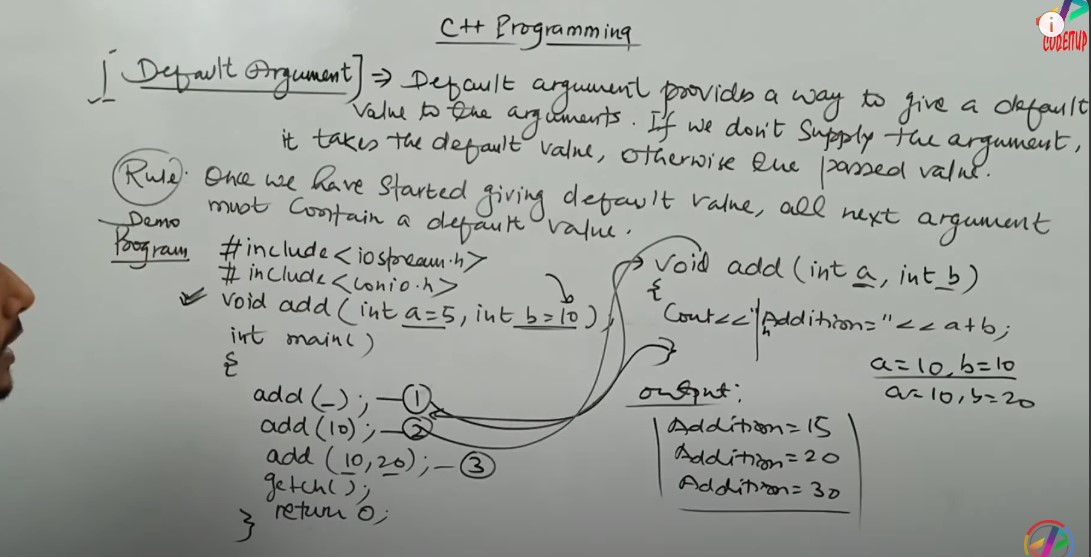 C++ Programming
[Default Argument] ⇒ Default argument provides a way to give a default
value to the arguments. If we don't supply the argument,
it takes the default value, otherwise the passed value.
Rule: Once we have started giving default value, all next argument
must contain a default value.
Demo
Program
#include<iostream.h>
#include<conio.h>
void add(int a=5, int b=10);
int main()
{
add(_); – 1
add(10); – 2
add(10,20); – 3
getch();
return 0;
}
void add(int a, int b)
{
Cout<<"\n Addition="<<a+b;
}
a=10, b=10
a=10, b=20
output:
Addition=15
Addition=20
Addition=30
CODEITUP